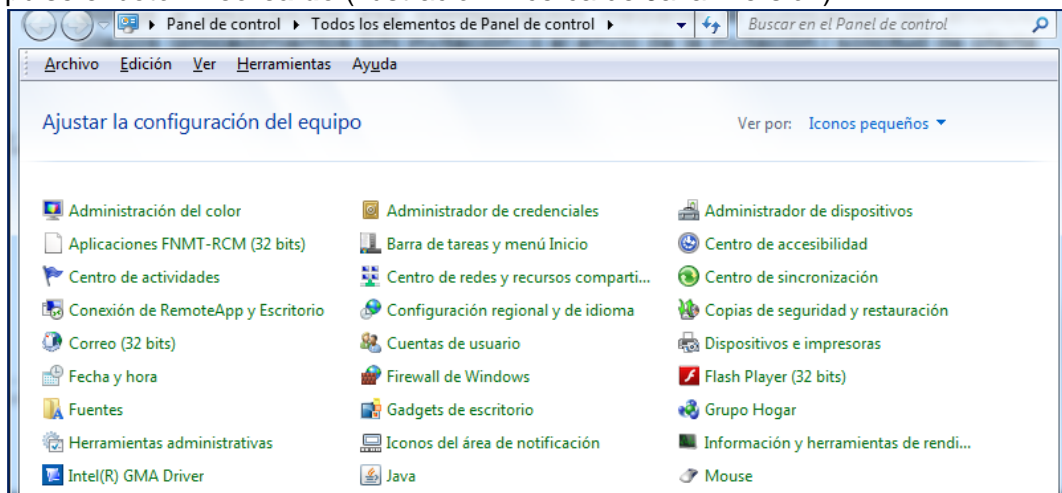 Panel de control ▸ Todos los elementos de Panel de control ▸ Buscar en el Panel de control
Archivo Edición Ver Herramientas Ayuda
Ajustar la configuración del equipo Ver por: Iconos pequeños
Administración del color Administrador de credenciales Administrador de dispositivos
Aplicaciones FNMT-RCM (32 bits) Barra de tareas y menú Inicio Centro de accesibilidad
Centro de actividades Centro de redes y recursos comparti... Centro de sincronización
Conexión de RemoteApp y Escritorio Configuración regional y de idioma Copias de seguridad y restauración
Correo (32 bits) Cuentas de usuario Dispositivos e impresoras
Fecha y hora Firewall de Windows Flash Player (32 bits)
Fuentes Gadgets de escritorio Grupo Hogar
Herramientas administrativas Iconos del área de notificación Información y herramientas de rendi...
Intel(R) GMA Driver Java Mouse